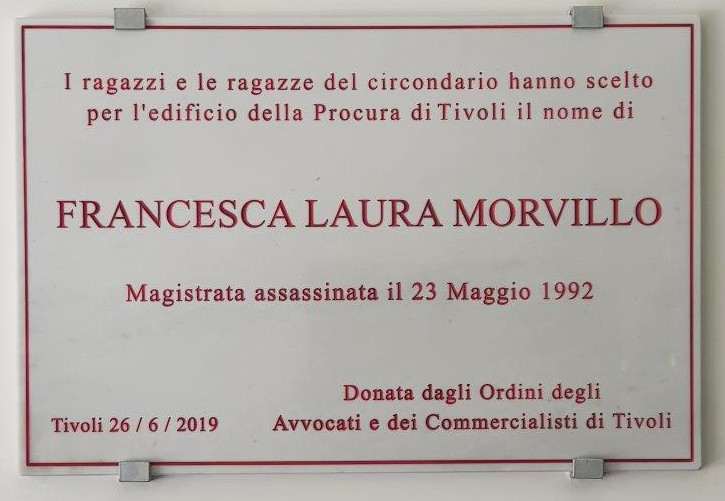 I ragazzi e le ragazze del circondario hanno scelto
per l'edificio della Procura di Tivoli il nome di
FRANCESCA LAURA MORVILLO
Magistrata assassinata il 23 Maggio 1992
Donata dagli Ordini degli
Tivoli 26 / 6 / 2019 Avvocati e dei Commercialisti di Tivoli